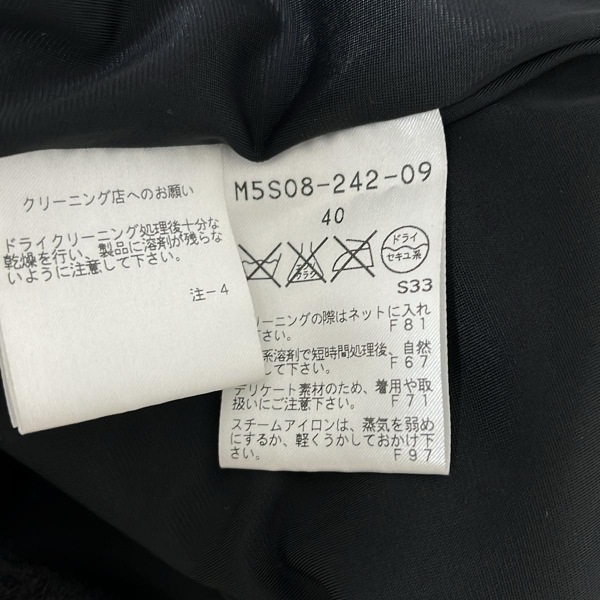 クリーニング店へのお願い
ドライクリーニング処理後十分な
乾燥を行い、製品に溶剤が残らな
いように注意して下さい。
注-4
M5S08-242-09
40
ドライ
セキユ系
S33
リーニングの際はネットに入れ
下さい。 F81
系溶剤で短時間処理後、自然
下さい。 F67
デリケート素材のため、着用や取
扱いにご注意下さい。 F71
スチームアイロンは、蒸気を弱め
にするか、軽くうかしておかけ下
さい。 F97